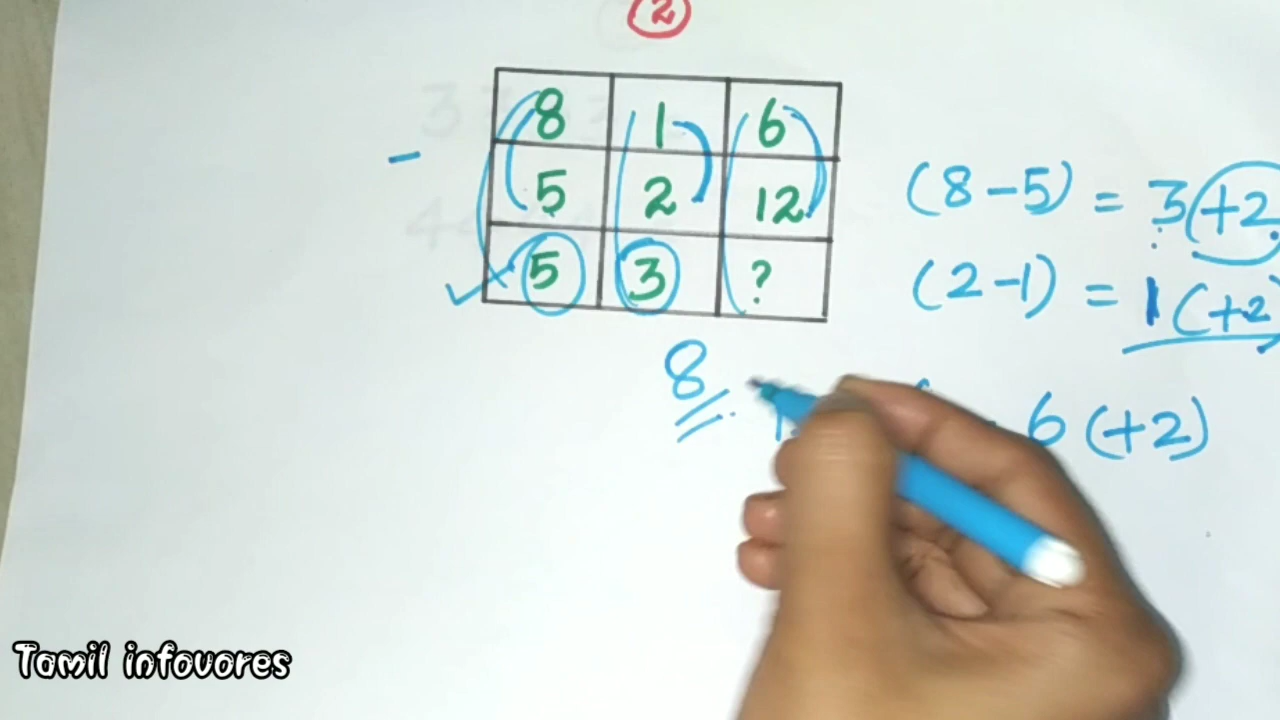 2
8 1 6
-
5 2 12
5 3 ?
(8-5) = 3(+2
(2-1) = 1(+2)
8
6 (+2)
Tamil infovores